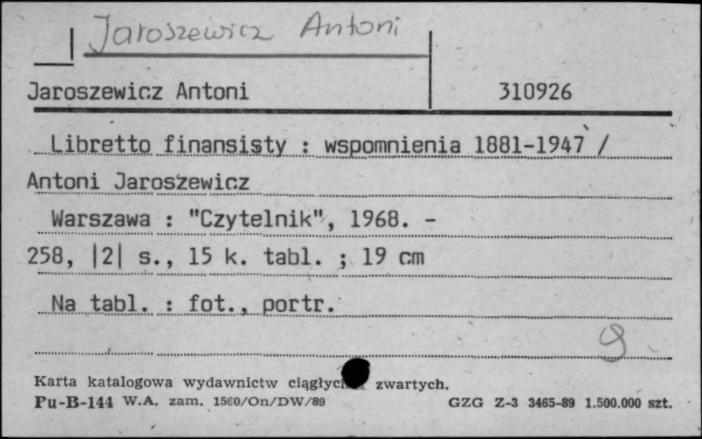 Jaroszewicz Antoni
Jaroszewicz Antoni 310926
Libretto finansisty : wspomnienia 1881-1947 /
Antoni Jaroszewicz
Warszawa : "Czytelnik", 1968. -
258, |2| s., 15 k. tabl. ; 19 cm
Na tabl. : fot., portr.
9
Karta katalogowa wydawnictw zwartych.
Pu-B-144 W.A. zam. 1560/On/DW/89 GZG Z-3 3465-89 1.500.000 szt.